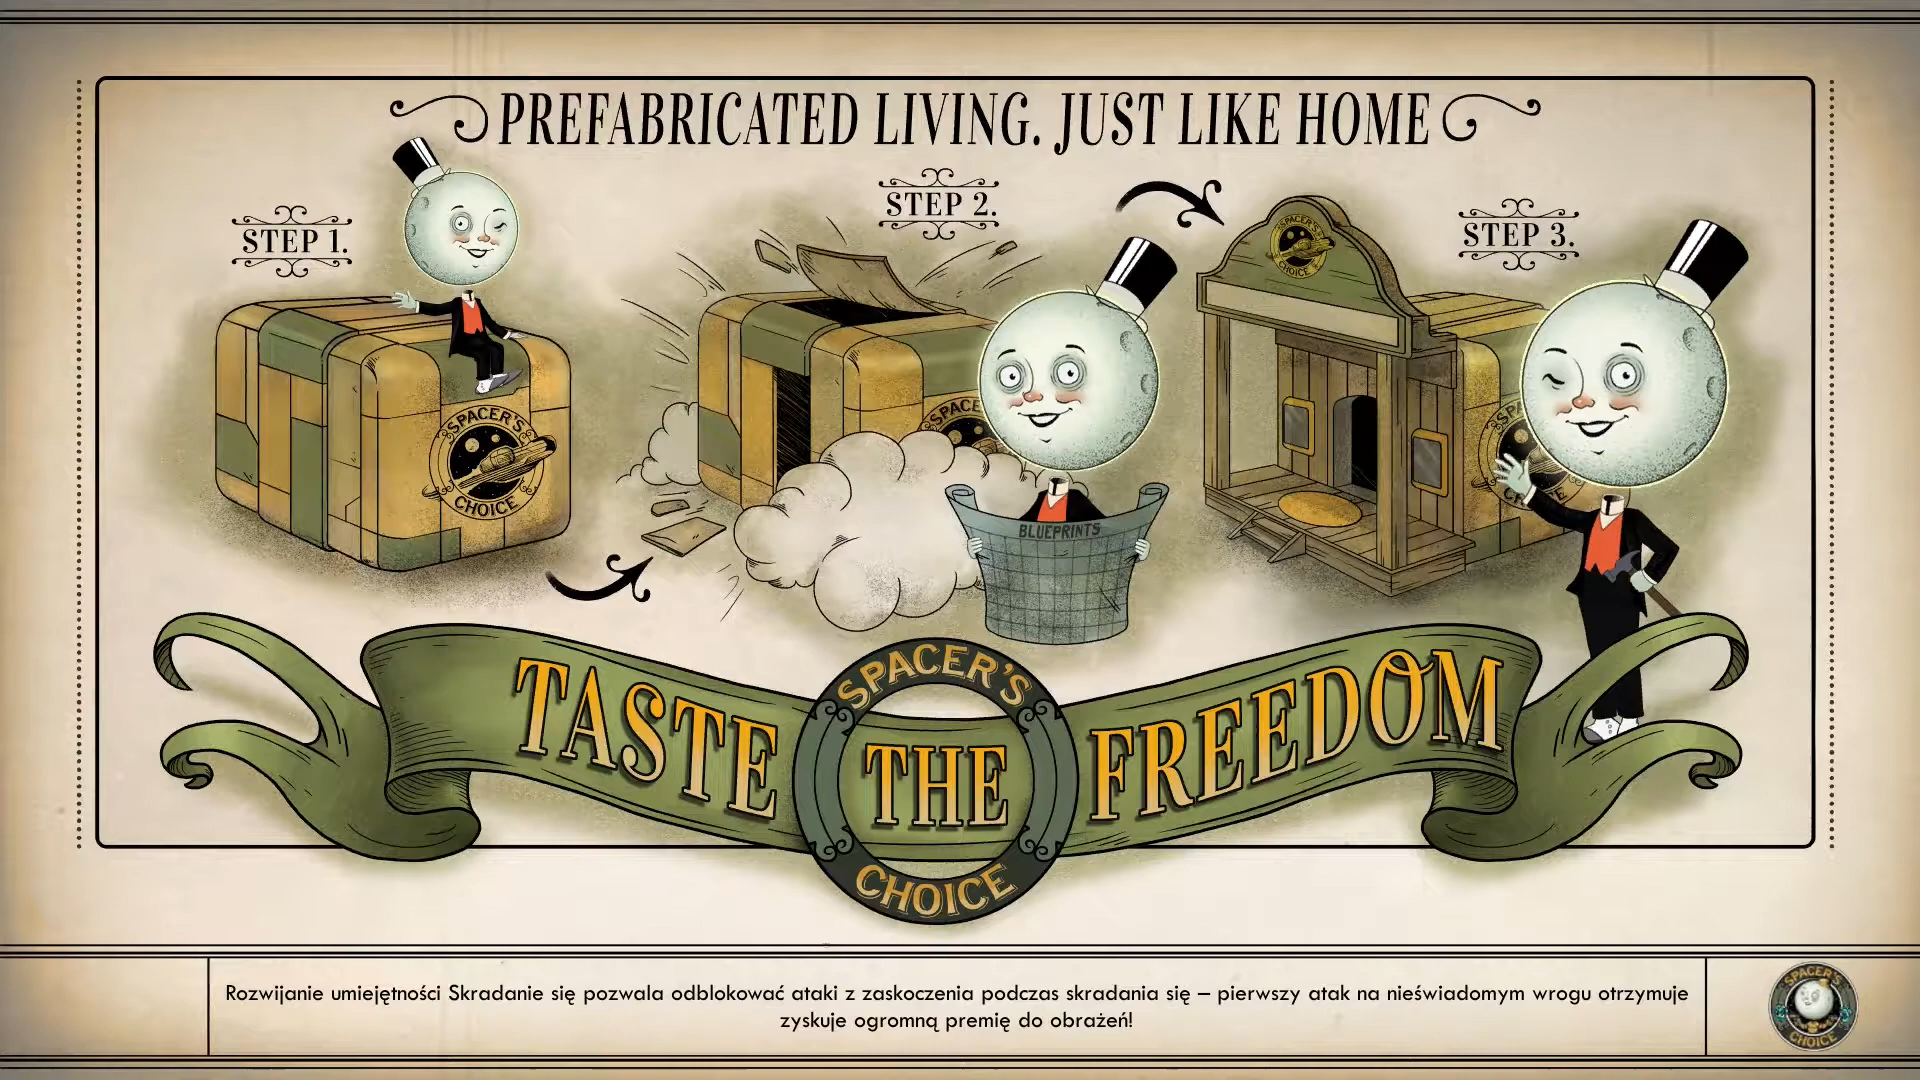 PREFABRICATED LIVING. JUST LIKE HOME
STEP 1.
STEP 2.
STEP 3.
SPACER'S
CHOICE
SPACER'S
CHOICE
BLUEPRINTS
TASTE THE FREEDOM
SPACER'S
CHOICE
Rozwijanie umiejętności Skradanie się pozwala odblokować ataki z zaskoczenia podczas skradania się – pierwszy atak na nieświadomym wrogu otrzymuje
zyskuje ogromną premię do obrażeń!
SPACER'S
CHOICE